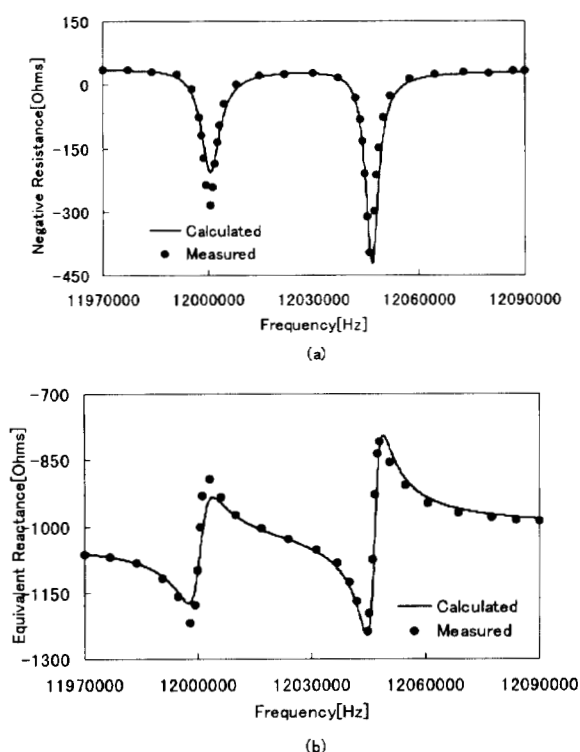 150
0
-150
-300
-450
Negative Resistance[Ohms]
Calculated
Measured
11970000 12000000 12030000 12060000 12090000
Frequency[Hz]
(a)
-700
-850
-1000
-1150
-1300
Equivalent Reactance[Ohms]
Calculated
Measured
11970000 12000000 12030000 12060000 12090000
Frequency[Hz]
(b)